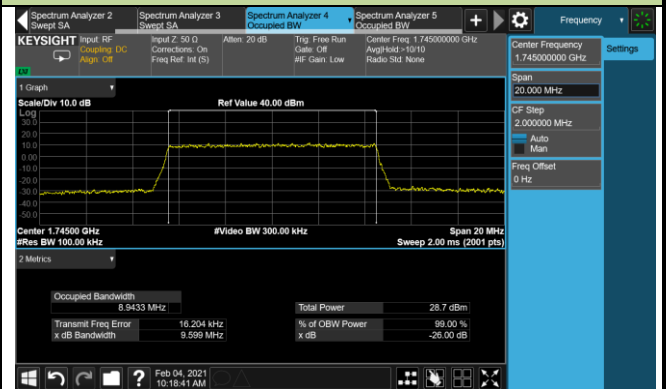 Spectrum Analyzer 2
Swept SA
Spectrum Analyzer 3
Swept SA
Spectrum Analyzer 4
Occupied BW
Spectrum Analyzer 5
Occupied BW
Frequency
KEYSIGHT
Input: RF
Coupling: DC
Align: Off
Input Z: 50 Ω
Corrections: On
Freq Ref: Int (S)
Atten: 20 dB
Trig: Free Run
Gate: Off
#IF Gain: Low
Center Freq: 1.745000000 GHz
Avg|Hold:>10/10
Radio Std: None
Center Frequency
1.745000000 GHz
Settings
Span
20.000 MHz
CF Step
2.000000 MHz
Auto
Man
Freq Offset
0 Hz
1 Graph
Scale/Div 10.0 dB
Ref Value 40.00 dBm
Log
30.0
20.0
10.0
0.00
-10.0
-20.0
-30.0
-40.0
-50.0
Center 1.74500 GHz
#Video BW 300.00 kHz
Span 20 MHz
#Res BW 100.00 kHz
Sweep 2.00 ms (2001 pts)
2 Metrics
Occupied Bandwidth
8.9433 MHz
Total Power 28.7 dBm
Transmit Freq Error 16.204 kHz
% of OBW Power 99.00 %
x dB Bandwidth 9.599 MHz
x dB -26.00 dB
?
Feb 04, 2021
10:18:41 AM